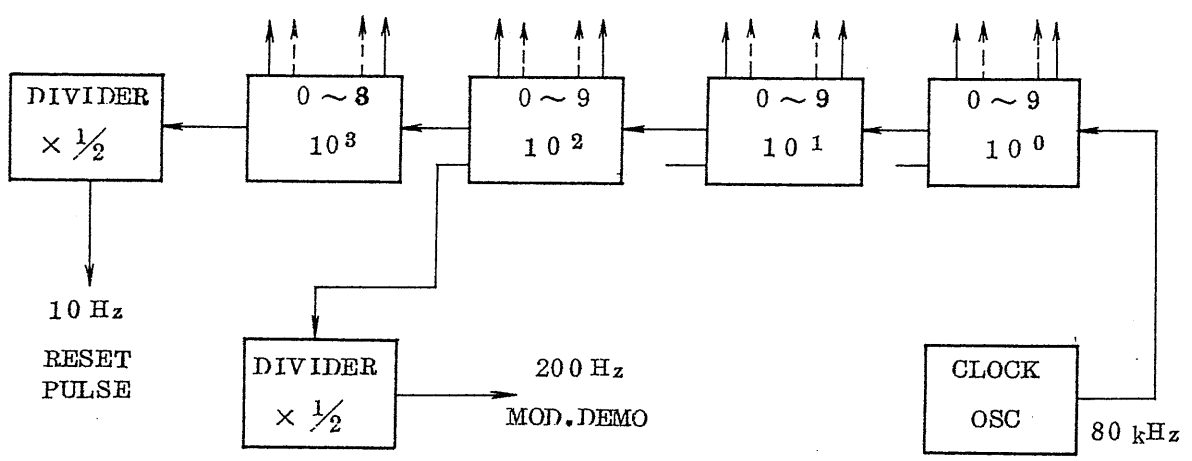 DIVIDER
× 1/2
0 ~ 3
10³
0 ~ 9
10²
0 ~ 9
10¹
0 ~ 9
10⁰
10 Hz
RESET
PULSE
DIVIDER
× 1/2
200 Hz
MOD.DEMO
CLOCK
OSC
80 kHz